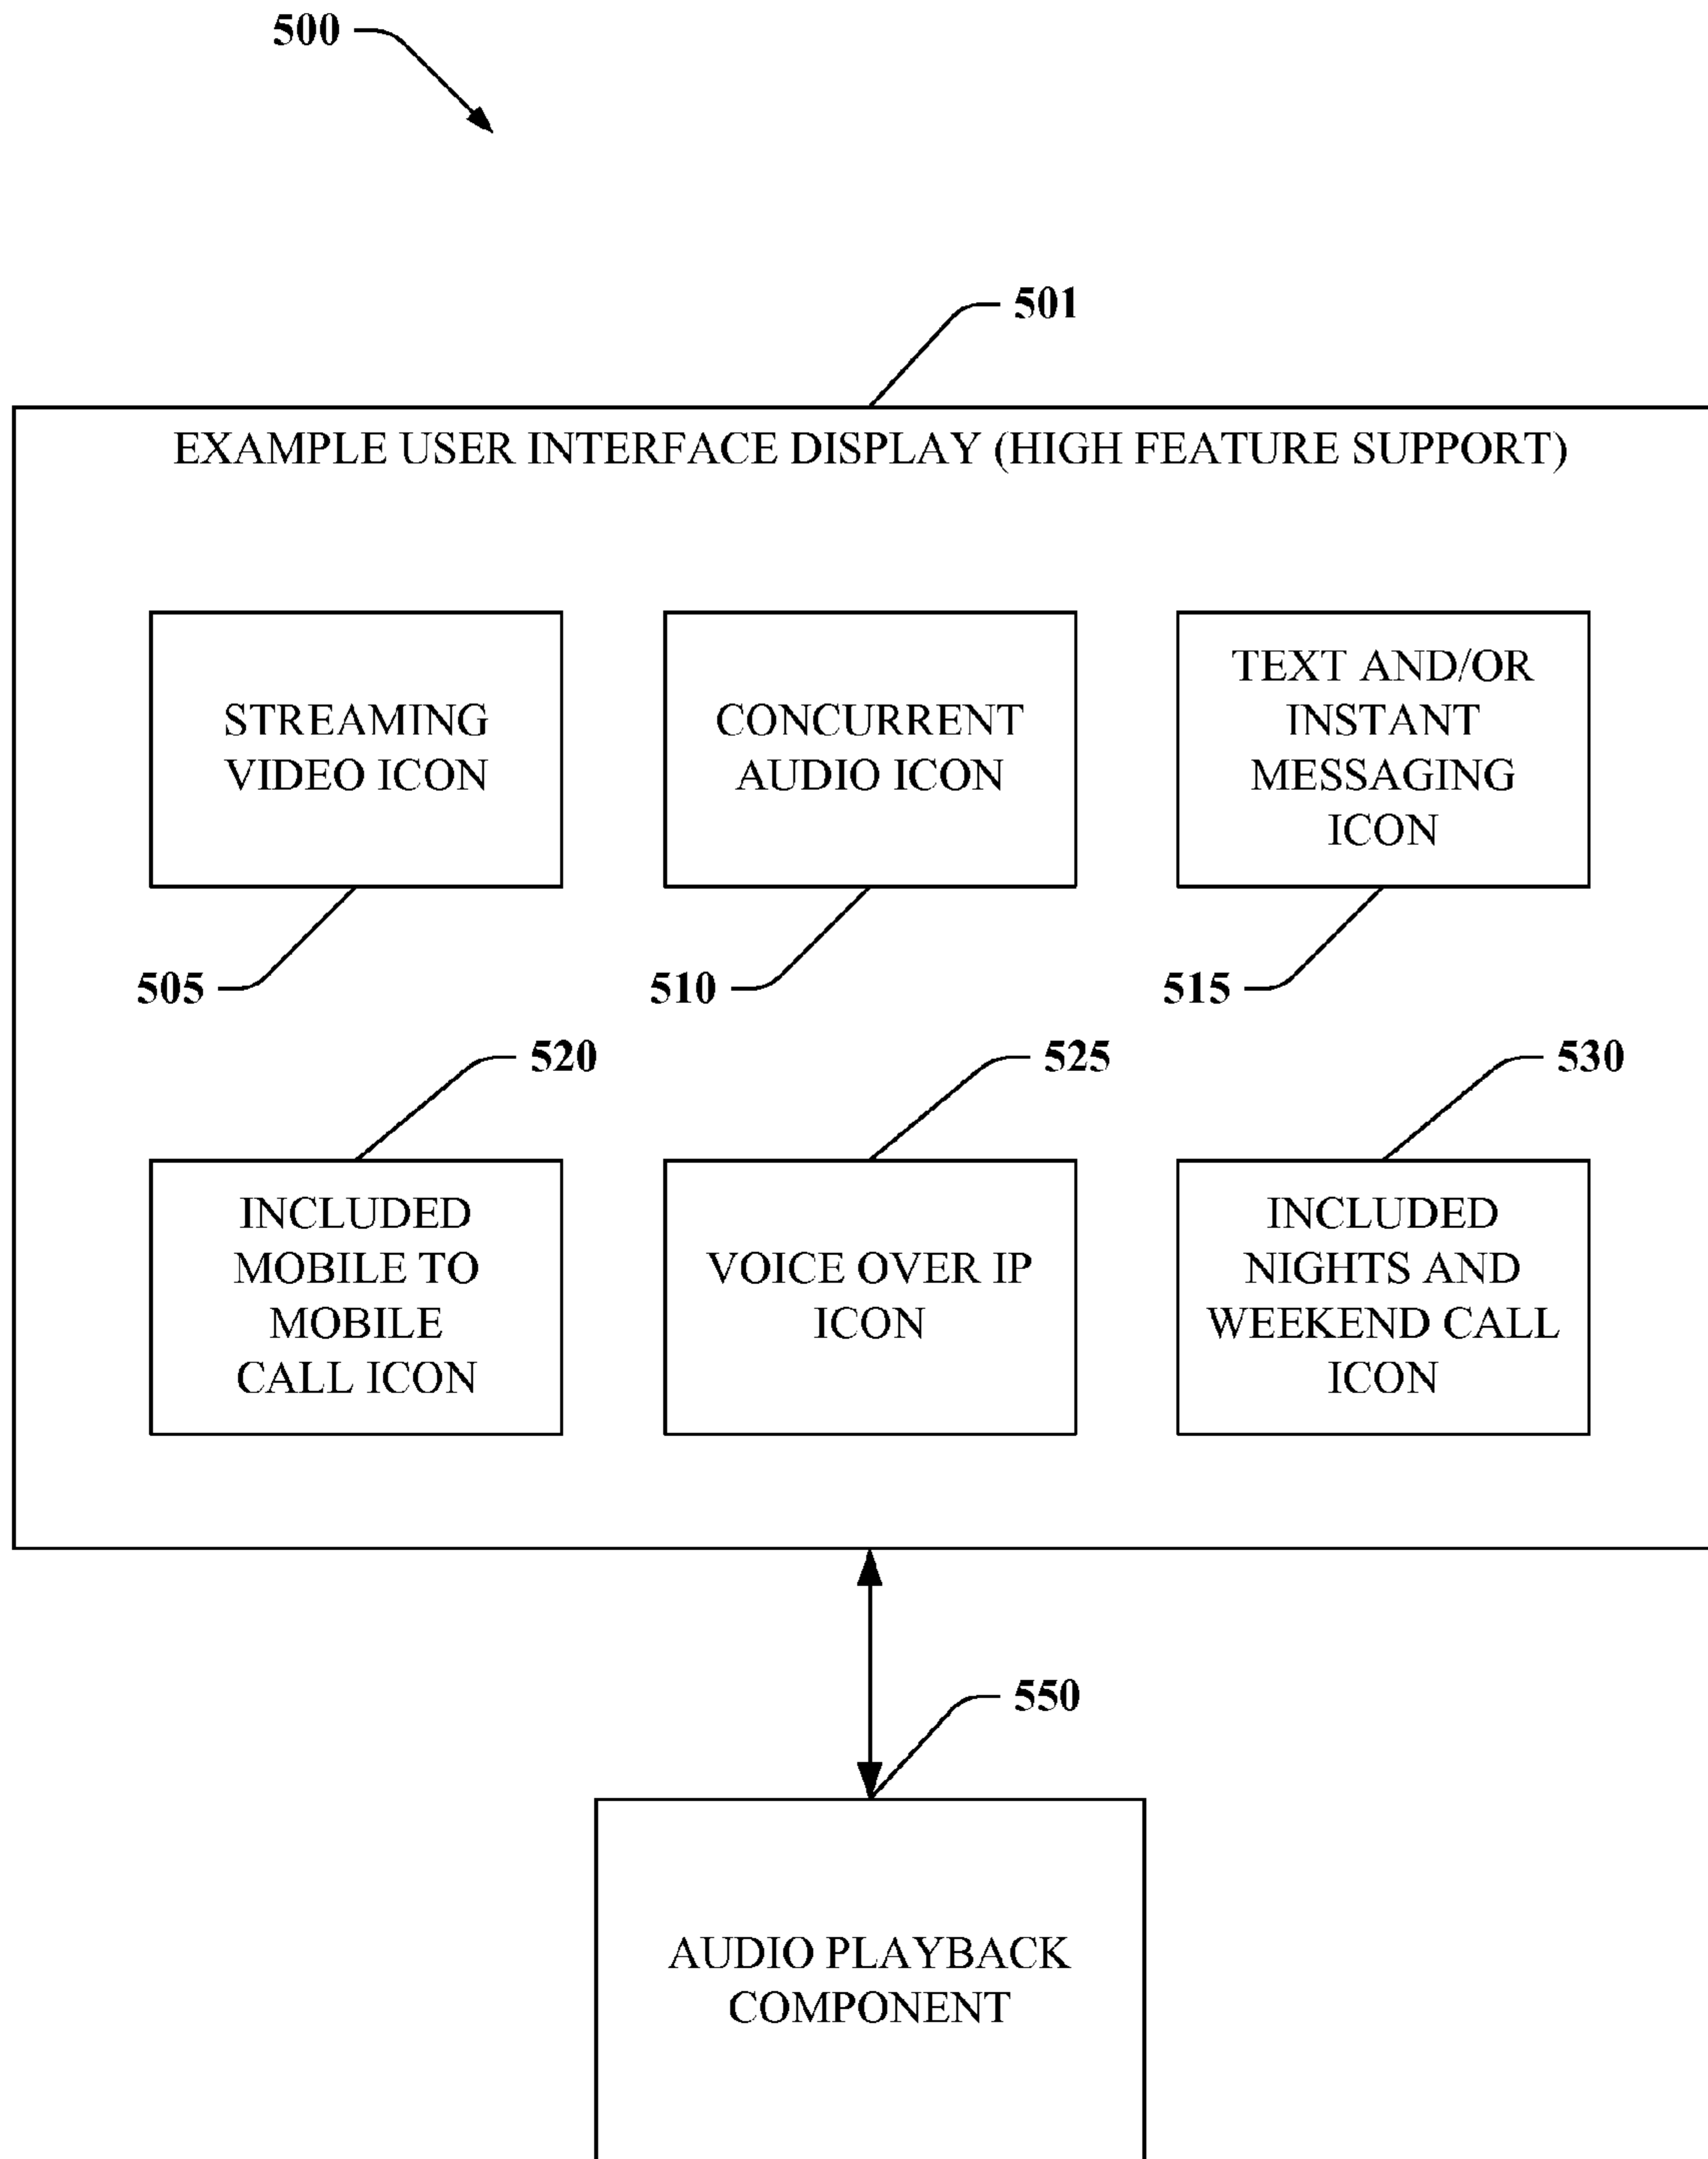 500
501
EXAMPLE USER INTERFACE DISPLAY (HIGH FEATURE SUPPORT)
STREAMING
VIDEO ICON
CONCURRENT
AUDIO ICON
TEXT AND/OR
INSTANT
MESSAGING
ICON
505
510
515
520
525
530
INCLUDED
MOBILE TO
MOBILE
CALL ICON
VOICE OVER IP
ICON
INCLUDED
NIGHTS AND
WEEKEND CALL
ICON
550
AUDIO PLAYBACK
COMPONENT